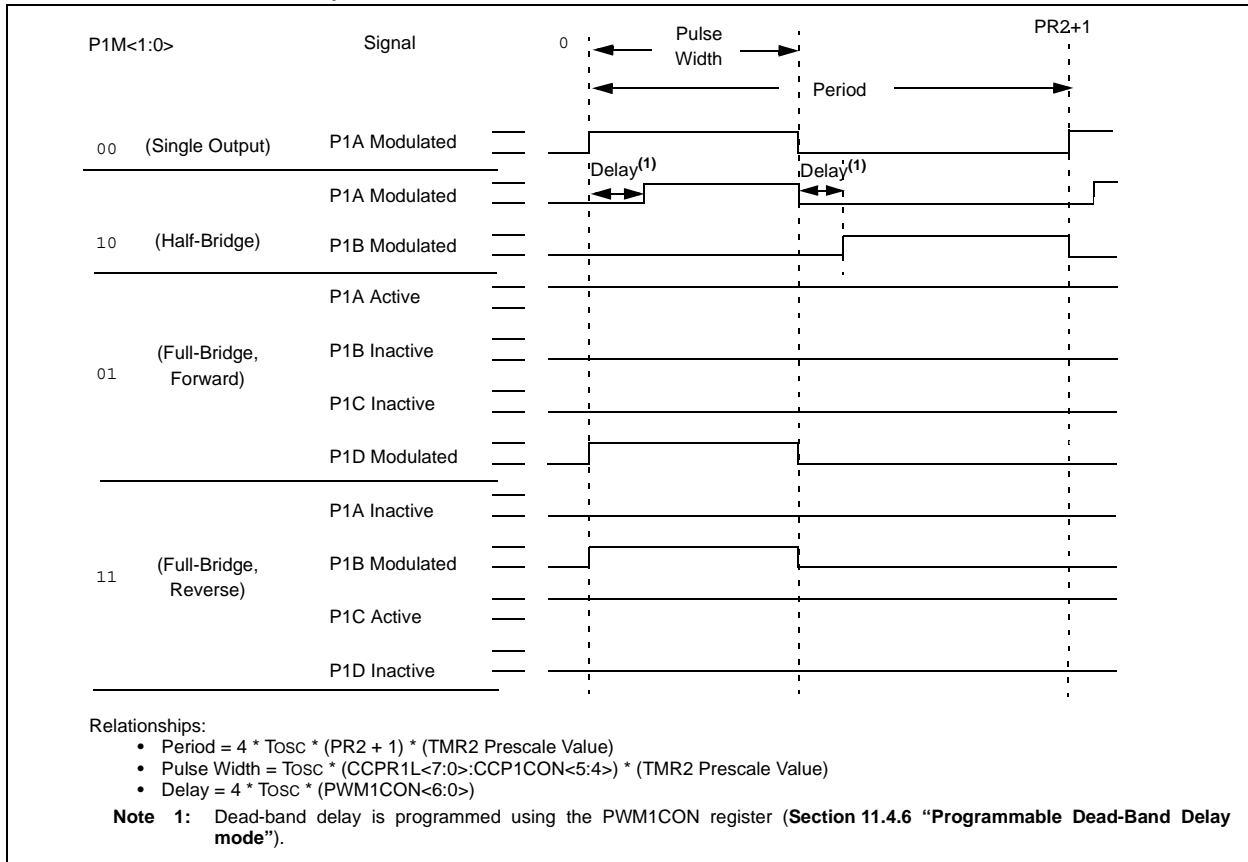 P1M<1:0> Signal 0 Pulse Width PR2+1
Period
00 (Single Output) P1A Modulated
Delay(1) Delay(1)
P1A Modulated
10 (Half-Bridge) P1B Modulated
P1A Active
(Full-Bridge, Forward) P1B Inactive
01
P1C Inactive
P1D Modulated
P1A Inactive
11 (Full-Bridge, Reverse) P1B Modulated
P1C Active
P1D Inactive
Relationships:
• Period = 4 * TOSC * (PR2 + 1) * (TMR2 Prescale Value)
• Pulse Width = TOSC * (CCPR1L<7:0>:CCP1CON<5:4>) * (TMR2 Prescale Value)
• Delay = 4 * TOSC * (PWM1CON<6:0>)
Note 1: Dead-band delay is programmed using the PWM1CON register (Section 11.4.6 “Programmable Dead-Band Delay
mode”).